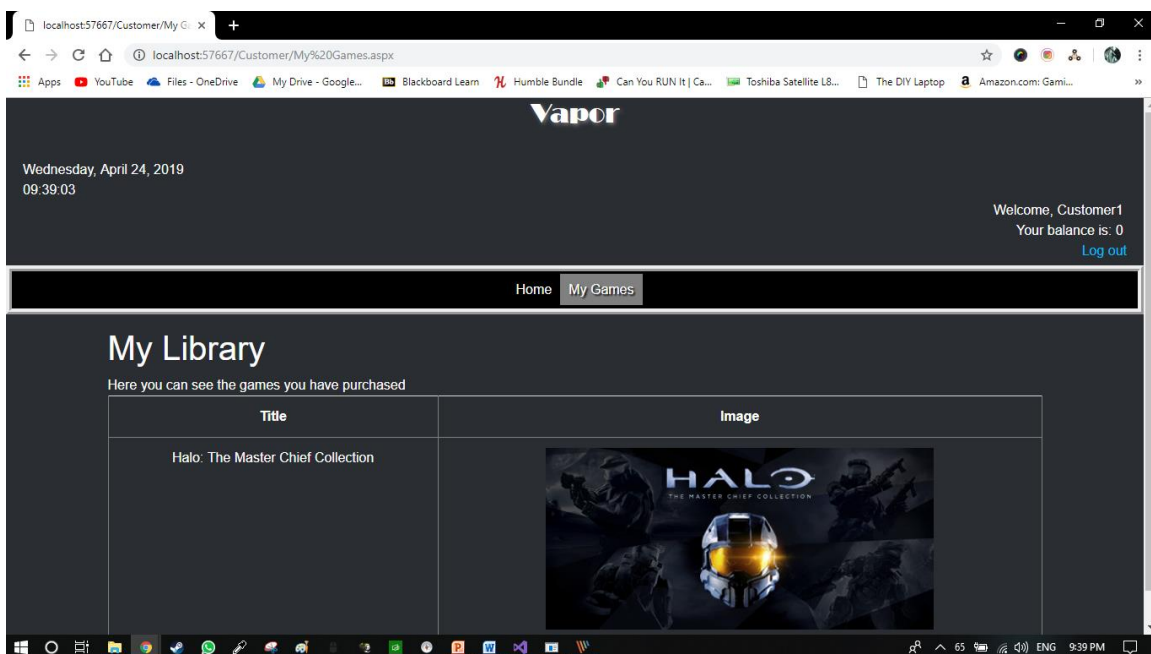 localhost:57667/Customer/My G
localhost:57667/Customer/My%20Games.aspx
Apps YouTube Files - OneDrive My Drive - Google... Bb Blackboard Learn Humble Bundle Can You RUN It | Ca... Toshiba Satellite L8... The DIY Laptop a Amazon.com: Gami... »
Vapor
Wednesday, April 24, 2019
09:39:03
Welcome, Customer1
Your balance is: 0
Log out
Home My Games
My Library
Here you can see the games you have purchased
Title Image
Halo: The Master Chief Collection
HALO
THE MASTER CHIEF COLLECTION
65 ENG 9:39 PM